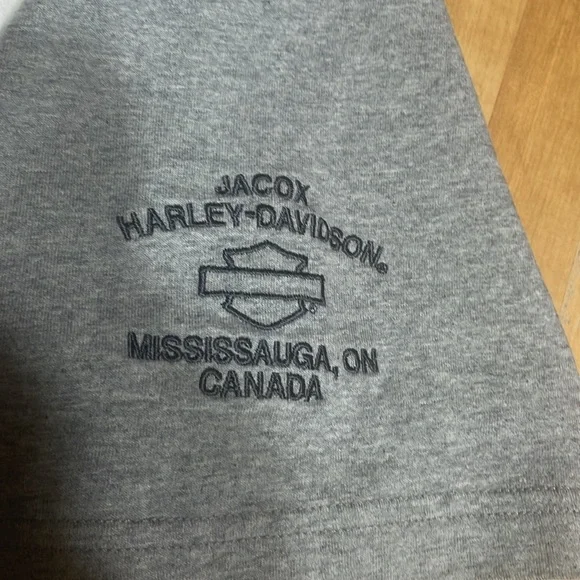 JACOX
HARLEY-DAVIDSON®
MISSISSAUGA, ON
CANADA